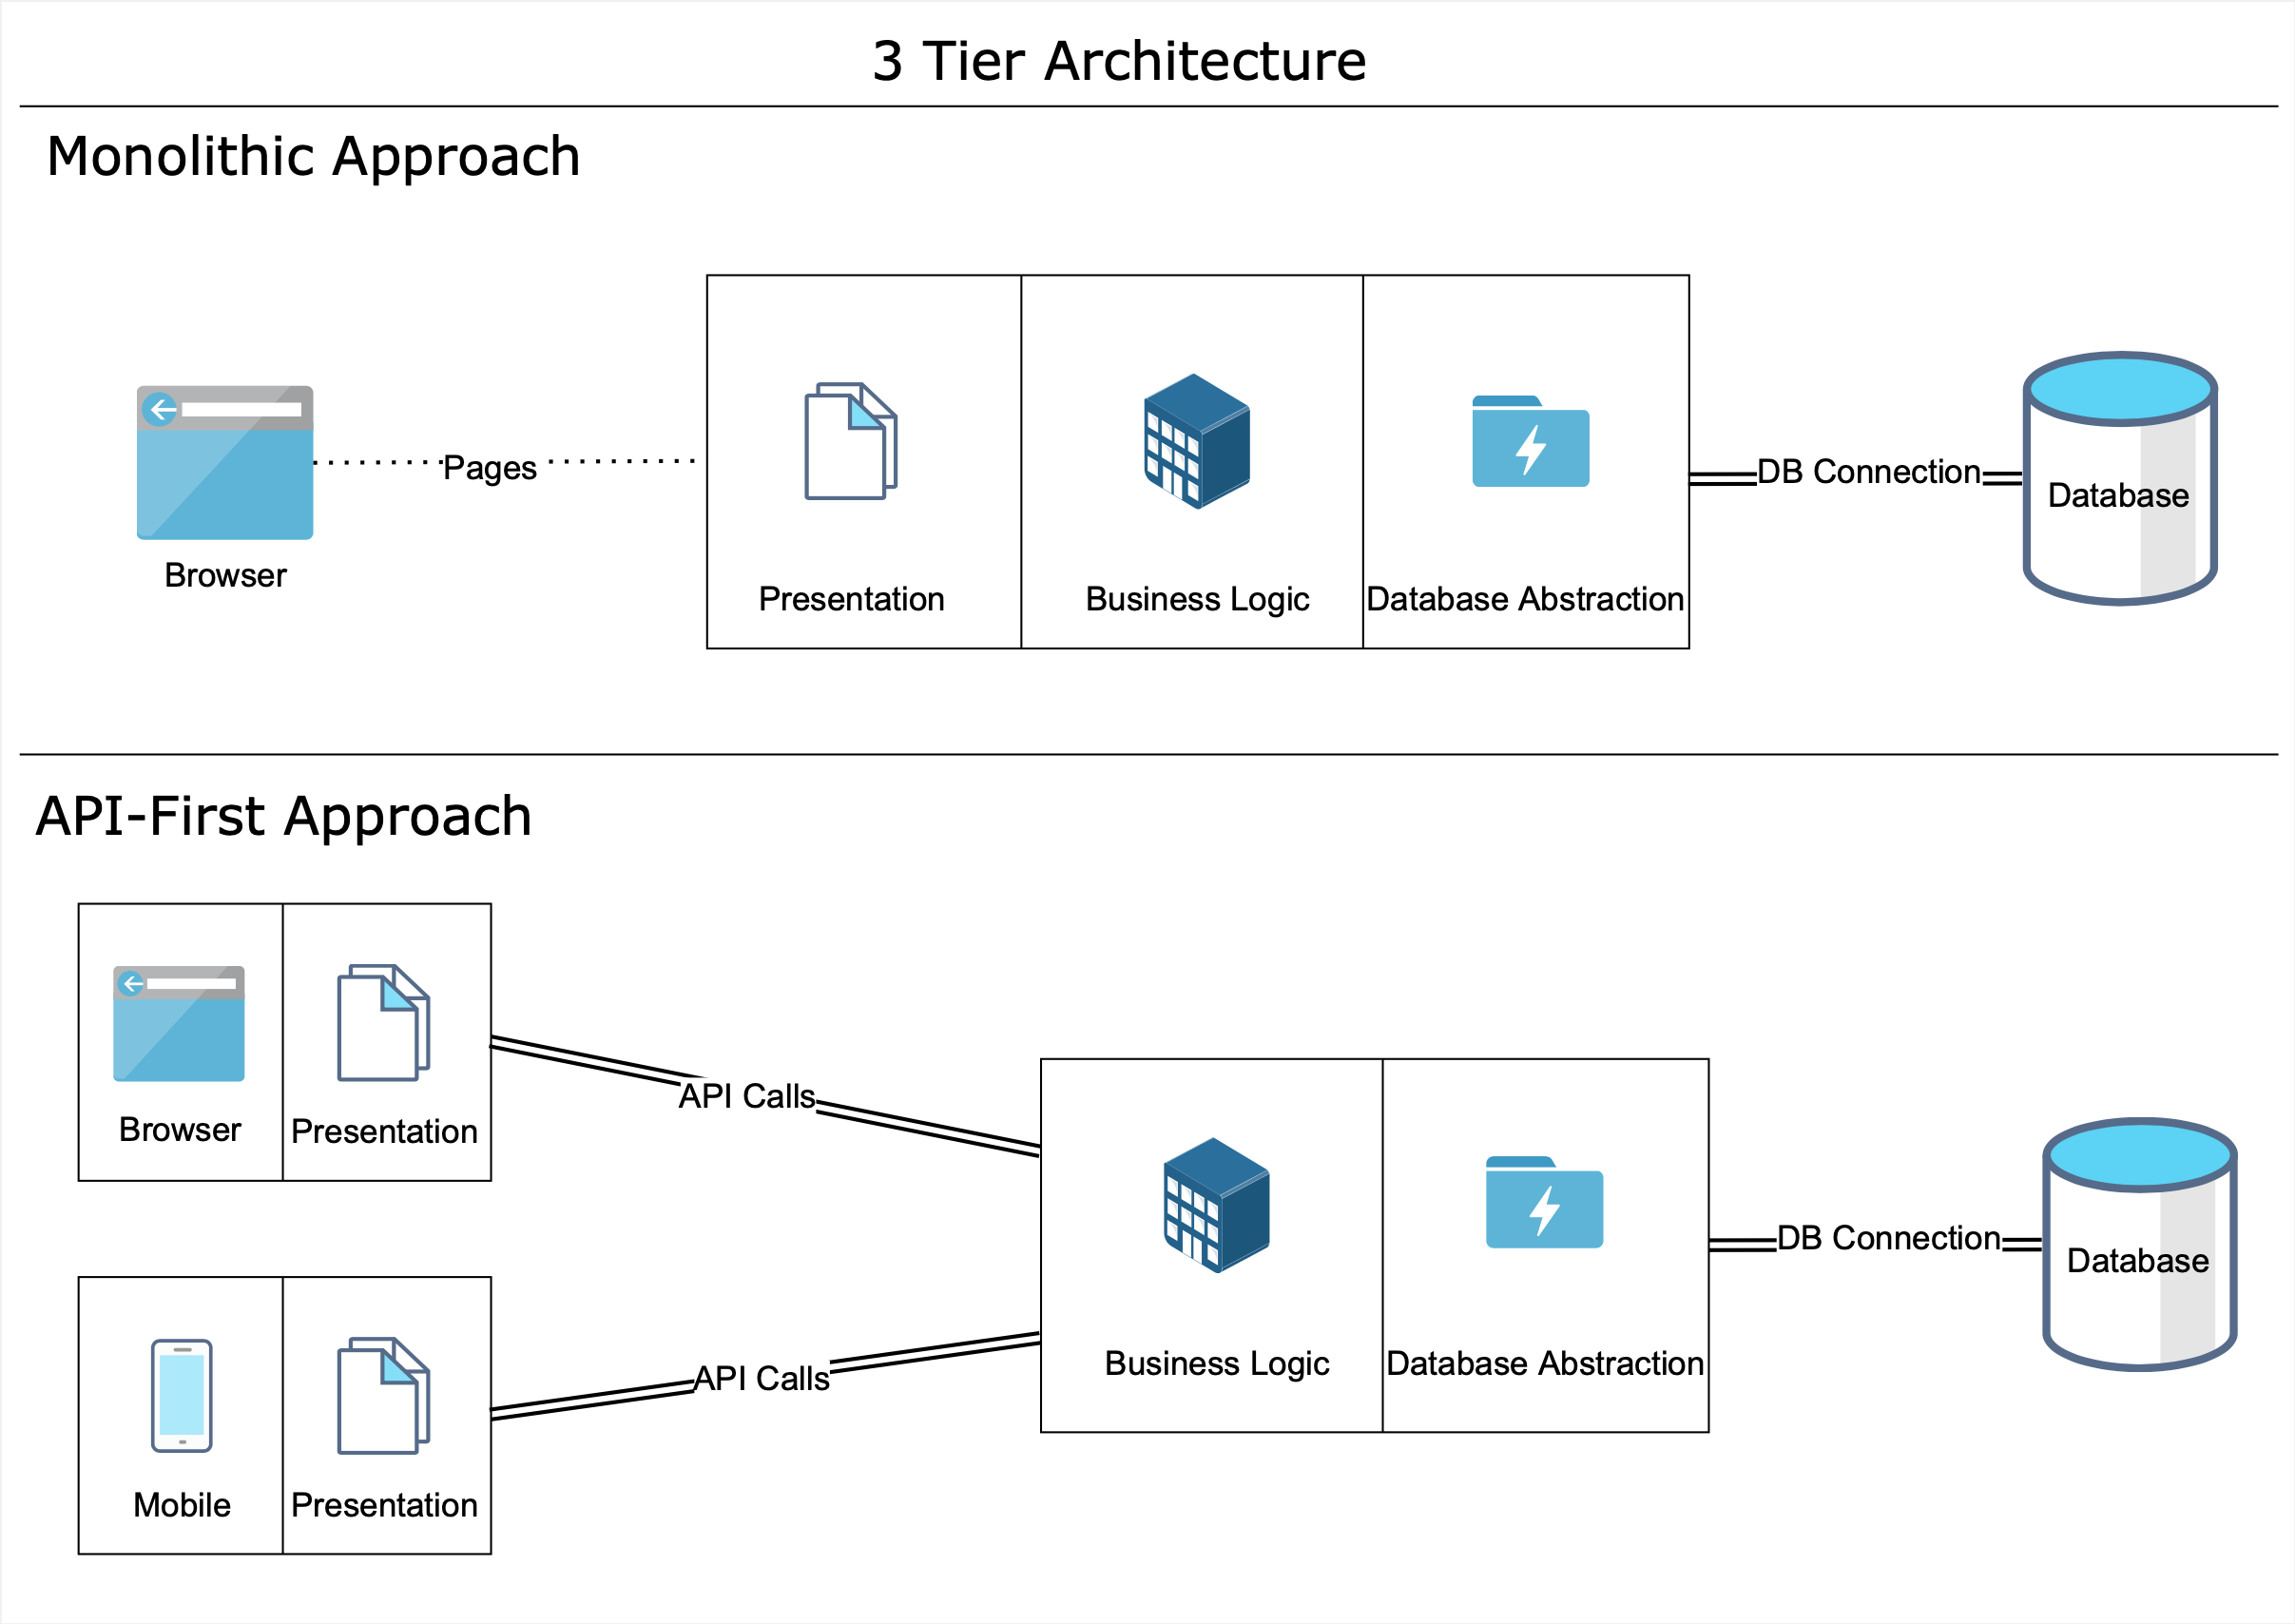 3 Tier Architecture
Monolithic Approach
Pages
Browser
Presentation
Business Logic
Database Abstraction
DB Connection
Database
API-First Approach
Browser
Presentation
API Calls
Mobile
Presentation
API Calls
Business Logic
Database Abstraction
DB Connection
Database